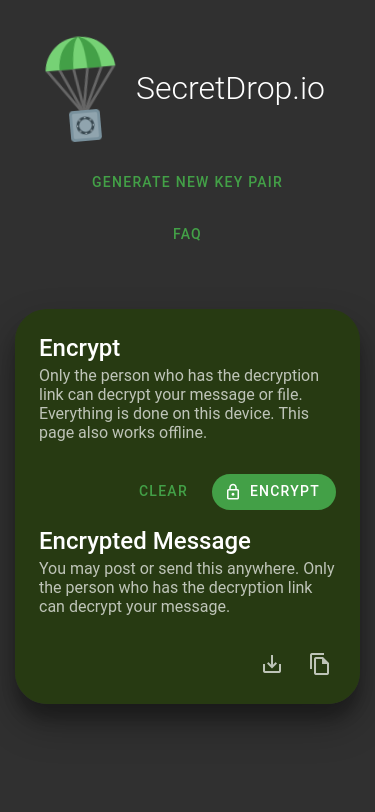 SecretDrop.io
GENERATE NEW KEY PAIR
FAQ
Encrypt
Only the person who has the decryption
link can decrypt your message or file.
Everything is done on this device. This
page also works offline.
CLEAR
ENCRYPT
Encrypted Message
You may post or send this anywhere. Only
the person who has the decryption link
can decrypt your message.